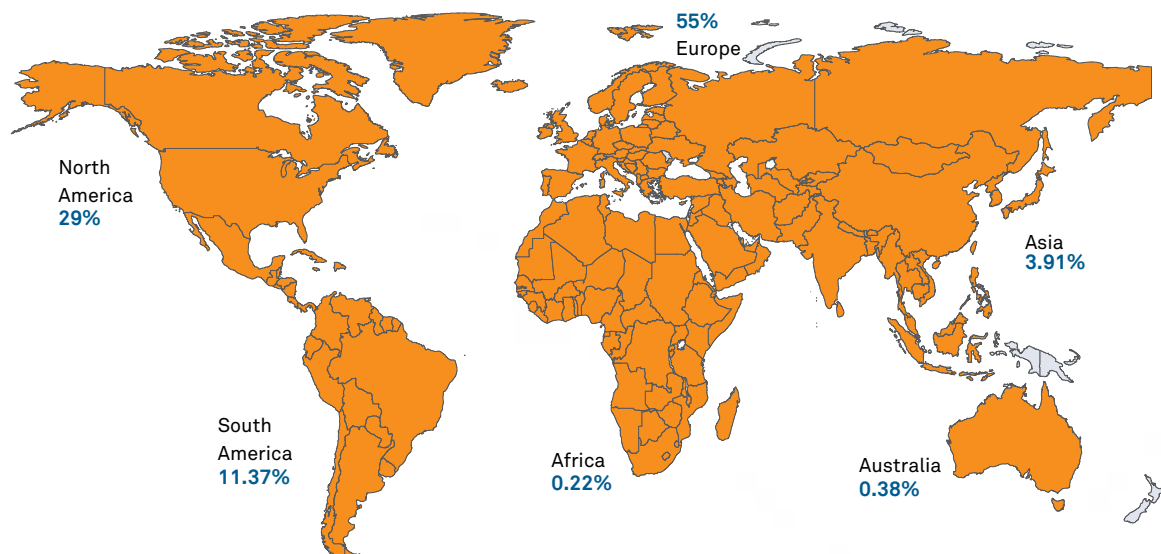 55%
Europe
North
America
29%
Asia
3.91%
South
America
11.37%
Africa
0.22%
Australia
0.38%